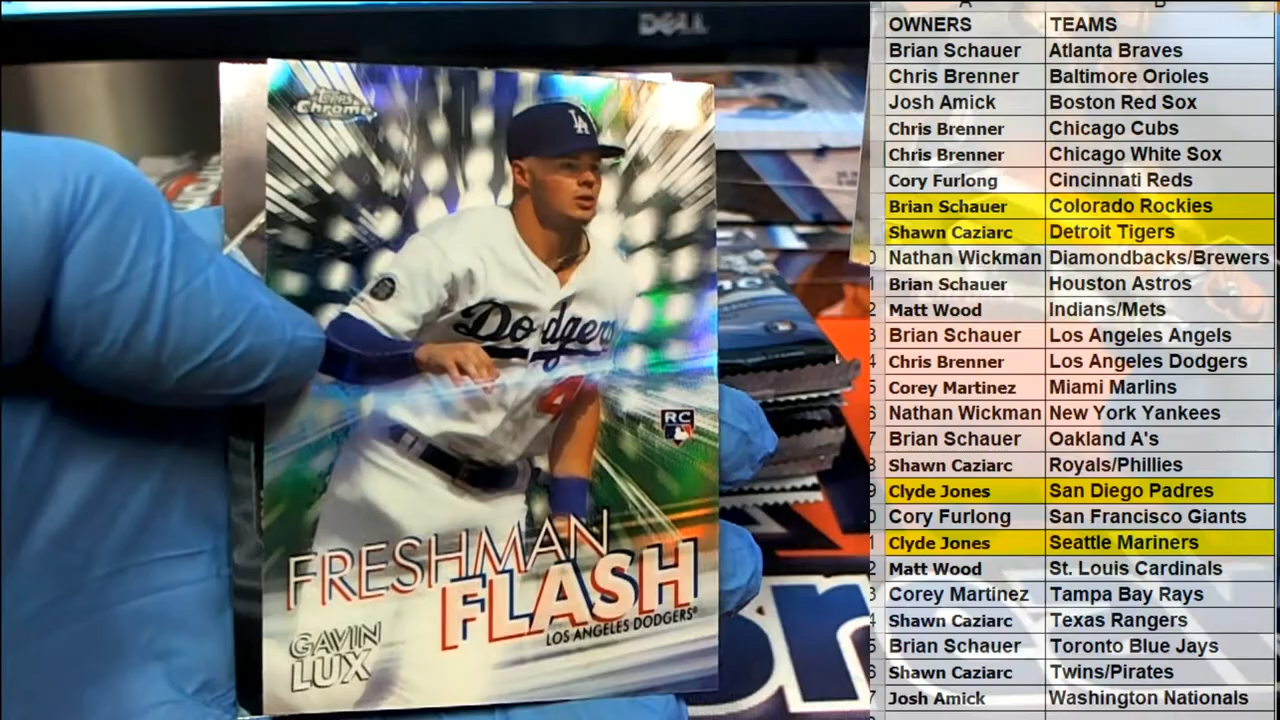 DELL
Topps
Chrome
LA
Dodgers
4
RC
FRESHMAN
FLASH
LOS ANGELES DODGERS®
GAVIN
LUX
A B
OWNERS TEAMS
Brian Schauer Atlanta Braves
Chris Brenner Baltimore Orioles
Josh Amick Boston Red Sox
Chris Brenner Chicago Cubs
Chris Brenner Chicago White Sox
Cory Furlong Cincinnati Reds
Brian Schauer Colorado Rockies
Shawn Caziarc Detroit Tigers
Nathan Wickman Diamondbacks/Brewers
Brian Schauer Houston Astros
Matt Wood Indians/Mets
Brian Schauer Los Angeles Angels
Chris Brenner Los Angeles Dodgers
Corey Martinez Miami Marlins
Nathan Wickman New York Yankees
Brian Schauer Oakland A's
Shawn Caziarc Royals/Phillies
Clyde Jones San Diego Padres
Cory Furlong San Francisco Giants
Clyde Jones Seattle Mariners
Matt Wood St. Louis Cardinals
Corey Martinez Tampa Bay Rays
Shawn Caziarc Texas Rangers
Brian Schauer Toronto Blue Jays
Shawn Caziarc Twins/Pirates
Josh Amick Washington Nationals